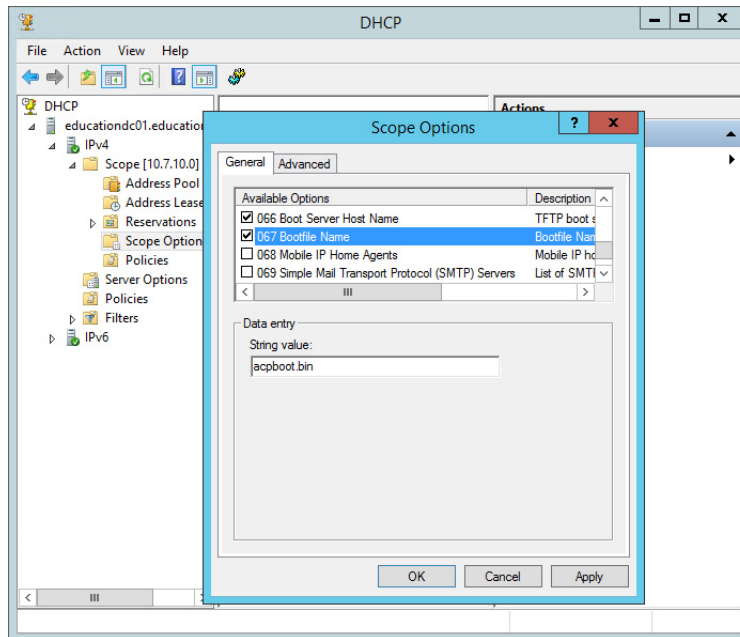 DHCP
File Action View Help
DHCP
educationdc01.education
IPv4
Scope [10.7.10.0]
Address Pool
Address Lease
Reservations
Scope Option
Policies
Server Options
Policies
Filters
IPv6
Actions
Scope Options
? x
General Advanced
Available Options Description
066 Boot Server Host Name TFTP boot s
067 Bootfile Name Bootfile Nan
068 Mobile IP Home Agents Mobile IP ho
069 Simple Mail Transport Protocol (SMTP) Servers List of SMTI
Data entry
String value:
acpboot.bin
OK Cancel Apply